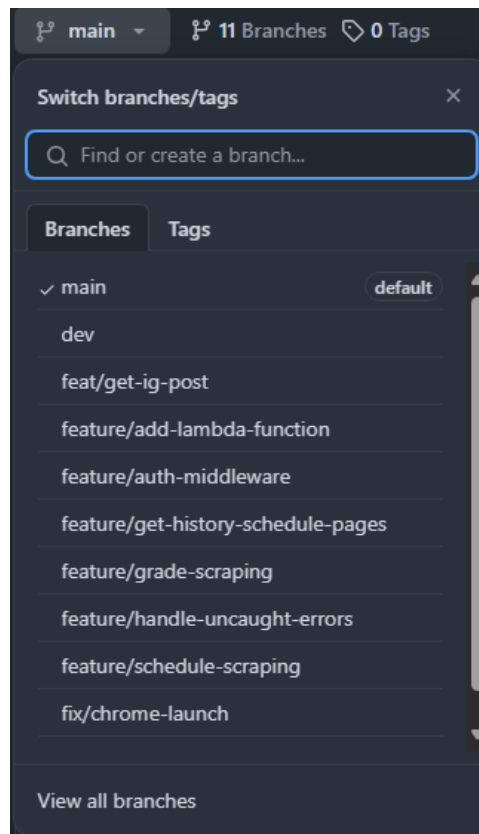 main 11 Branches 0 Tags
Switch branches/tags
Find or create a branch...
Branches Tags
main default
dev
feat/get-ig-post
feature/add-lambda-function
feature/auth-middleware
feature/get-history-schedule-pages
feature/grade-scraping
feature/handle-uncaught-errors
feature/schedule-scraping
fix/chrome-launch
View all branches